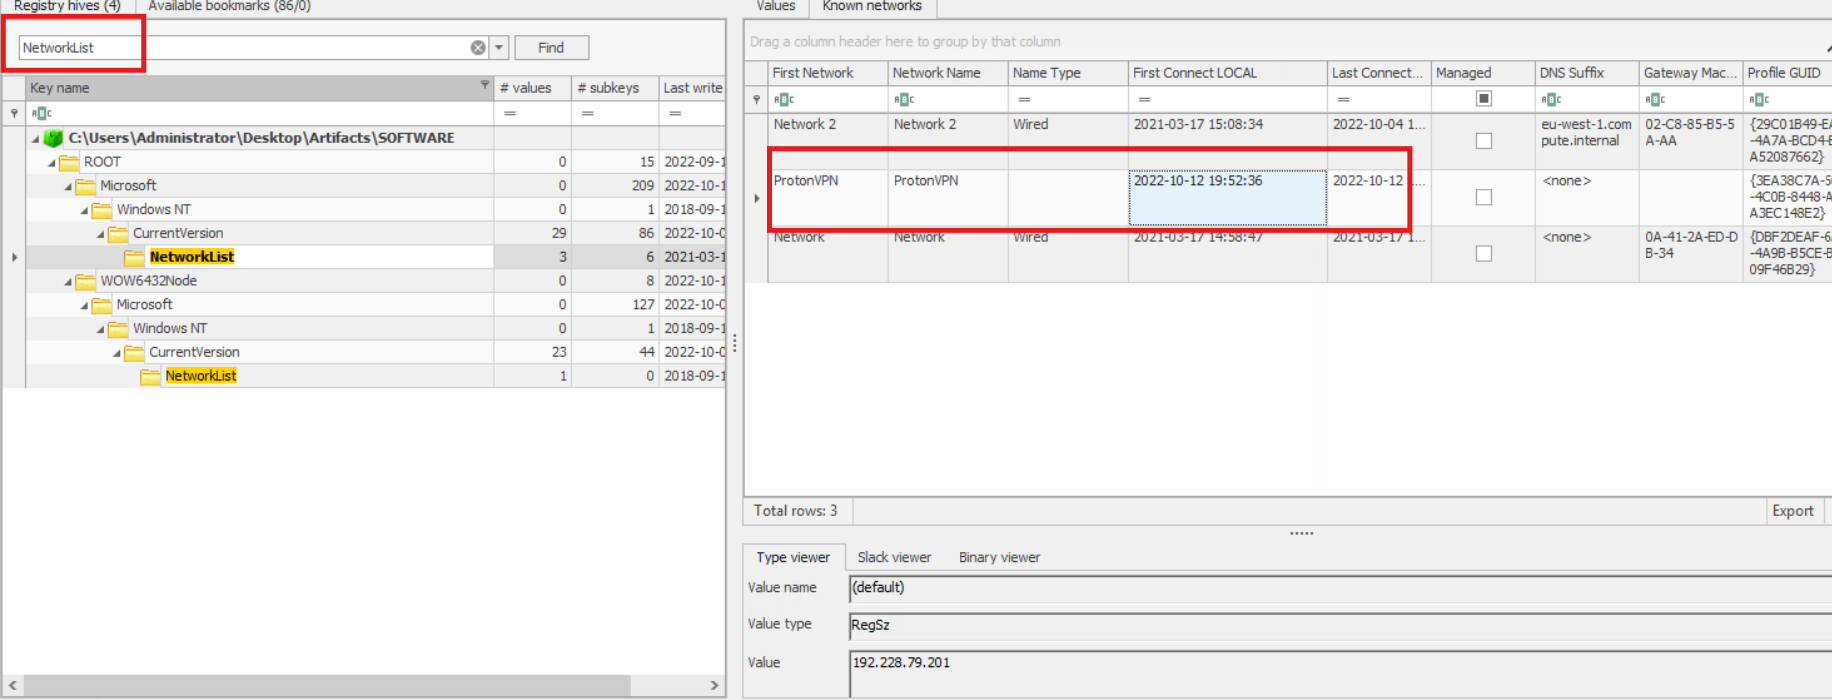 Registry hives (4) Available bookmarks (86/0)
NetworkList Find
Key name # values # subkeys Last write
= = =
C:\Users\Administrator\Desktop\Artifacts\SOFTWARE
ROOT 0 15 2022-09-1
Microsoft 0 209 2022-10-1
Windows NT 0 1 2018-09-1
CurrentVersion 29 86 2022-10-0
NetworkList 3 6 2021-03-1
WOW6432Node 0 8 2022-10-1
Microsoft 0 127 2022-10-0
Windows NT 0 1 2018-09-1
CurrentVersion 23 44 2022-10-0
NetworkList 1 0 2018-09-1
Values Known networks
Drag a column header here to group by that column
First Network Network Name Name Type First Connect LOCAL Last Connect... Managed DNS Suffix Gateway Mac... Profile GUID
= = =
Network 2 Network 2 Wired 2021-03-17 15:08:34 2022-10-04 1... eu-west-1.com 02-C8-85-B5-5 {29C01B49-EA
pute.internal A-AA -4A7A-BCD4-
A52087662}
ProtonVPN ProtonVPN 2022-10-12 19:52:36 2022-10-12 <none> {3EA38C7A-
-4C0B-8448-A
A3EC148E2}
Network Network Wired 2021-03-17 14:58:47 2021-03-17 1... <none> 0A-41-2A-ED-D {DBF2DEAF-6
B-34 -4A9B-B5CE-
09F46B29}
Total rows: 3 Export
Type viewer Slack viewer Binary viewer
Value name (default)
Value type RegSz
Value 192.228.79.201